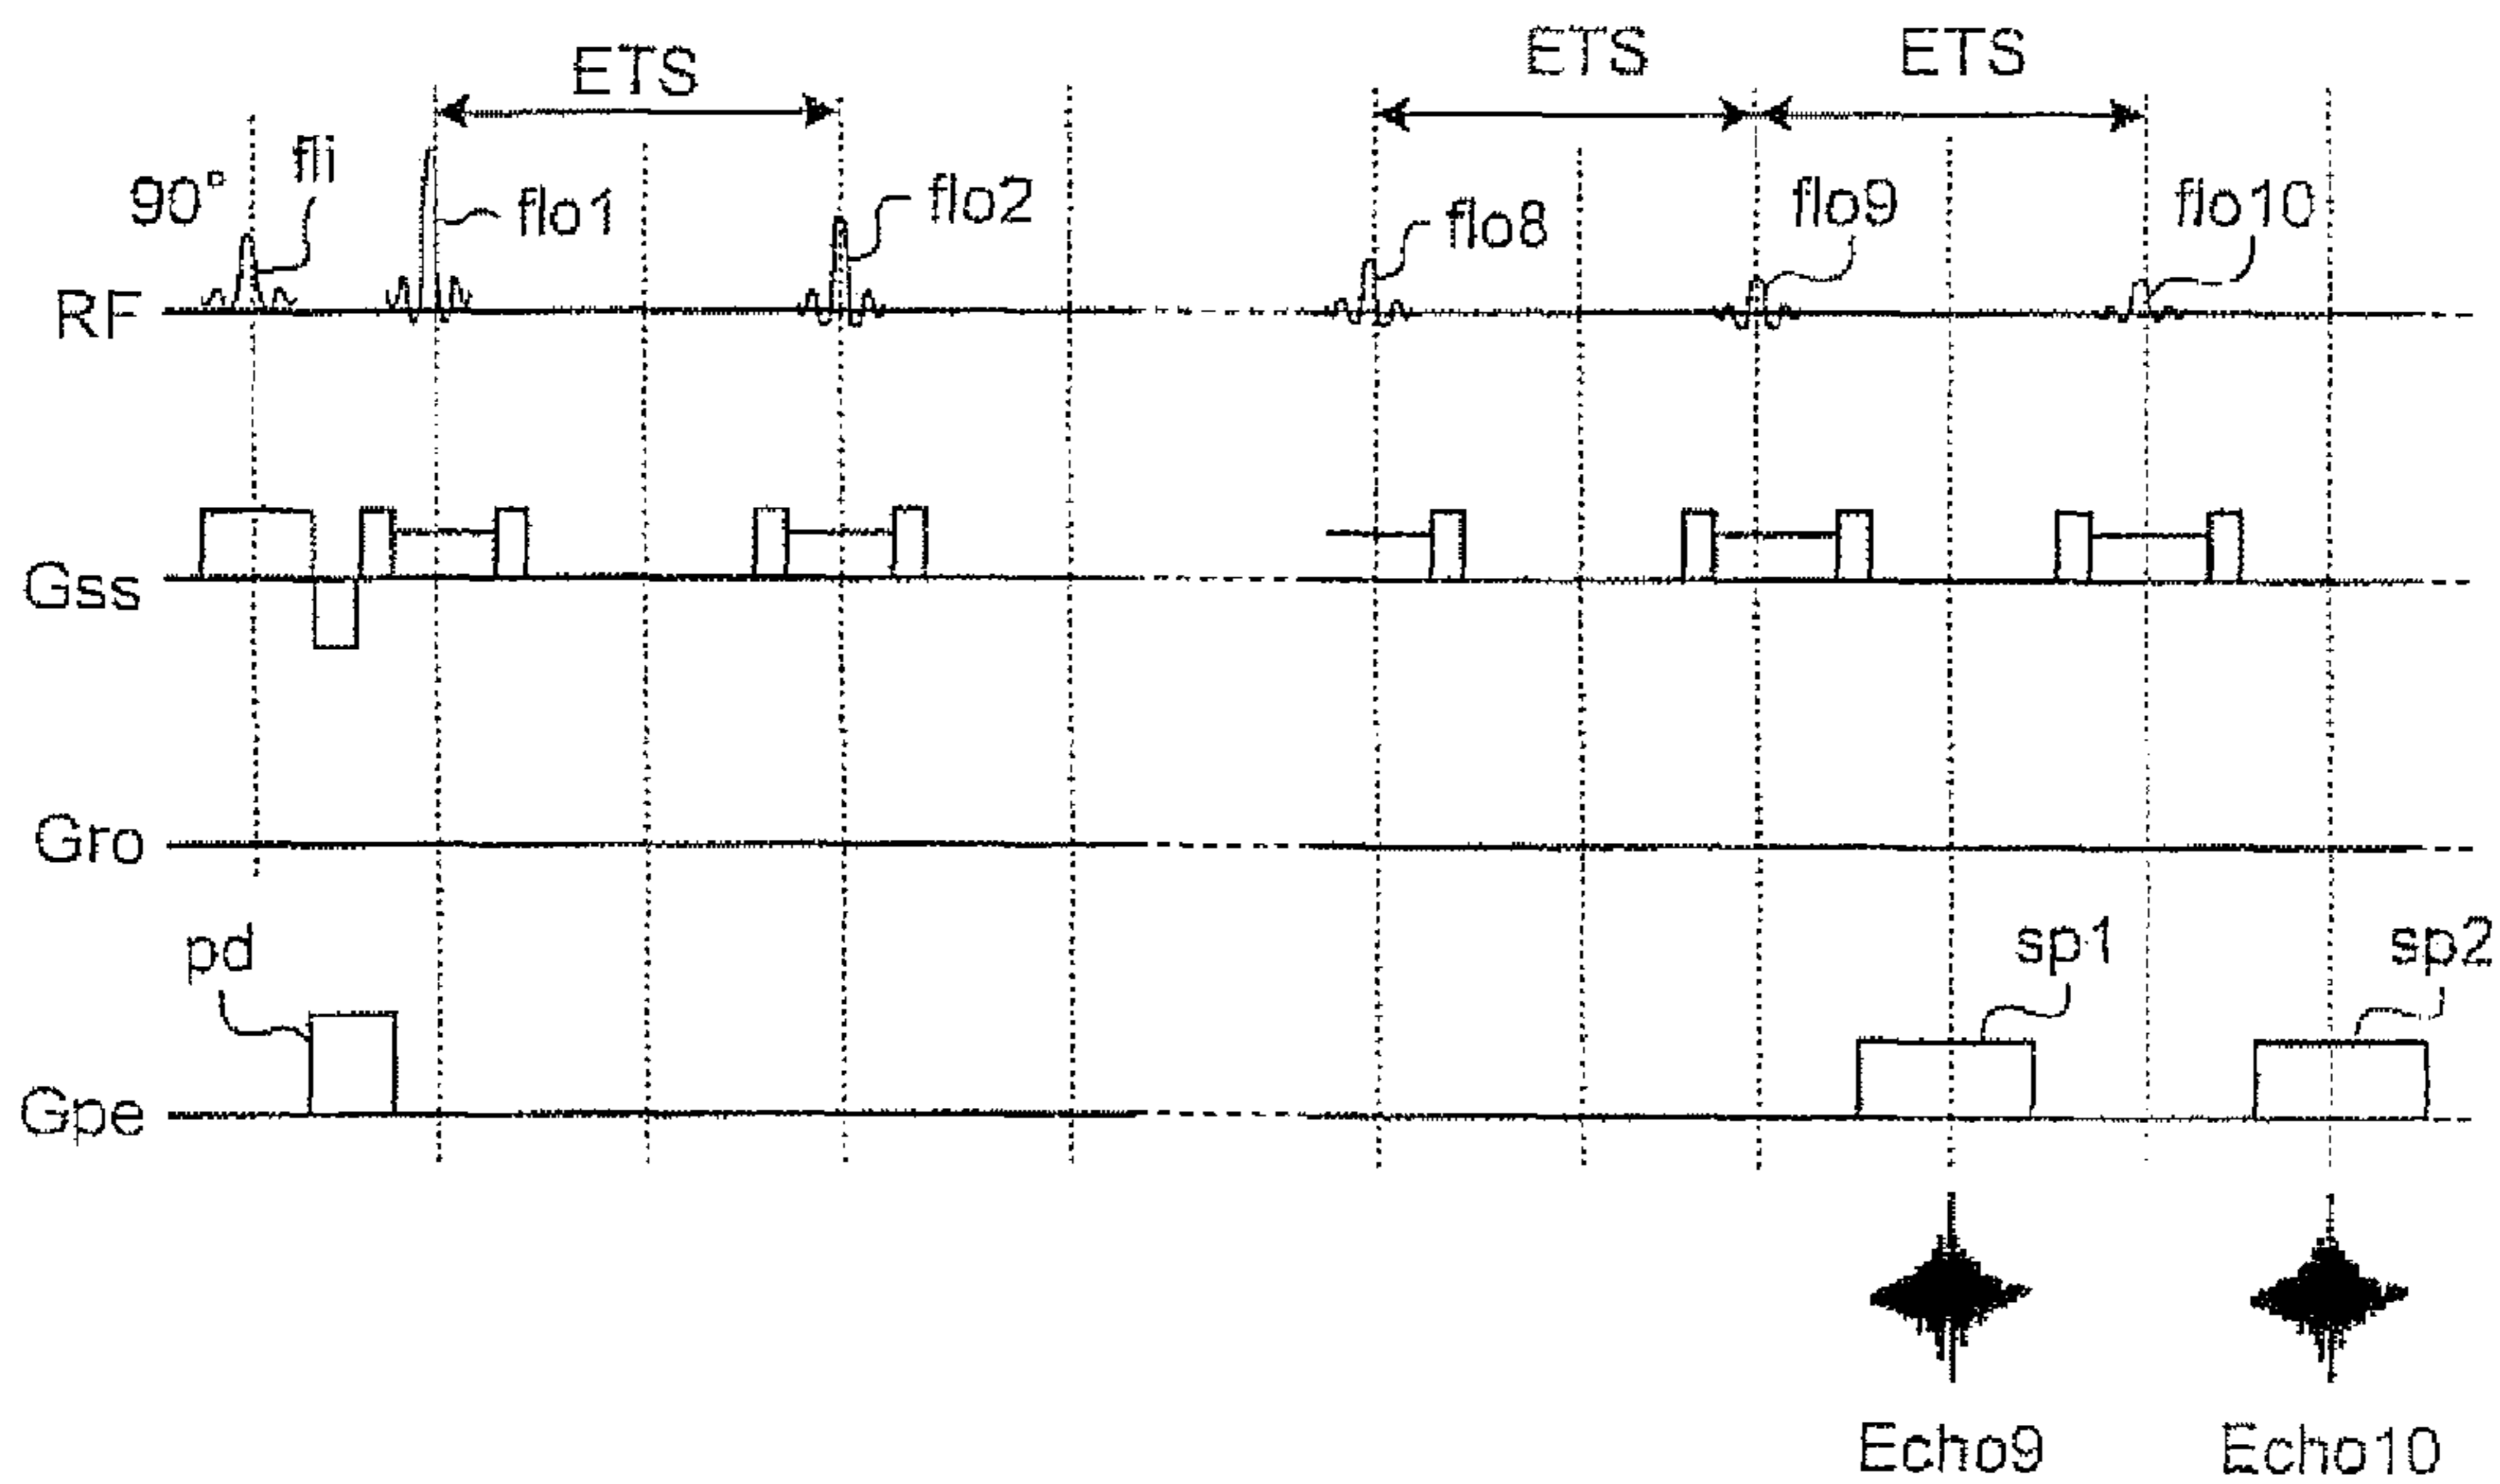 ETS ETS ETS
90° fli flo1 flo2 flo8 flo9 flo10
RF
Gss
Gro
pd sp1 sp2
Gpe
Echo9 Echo10